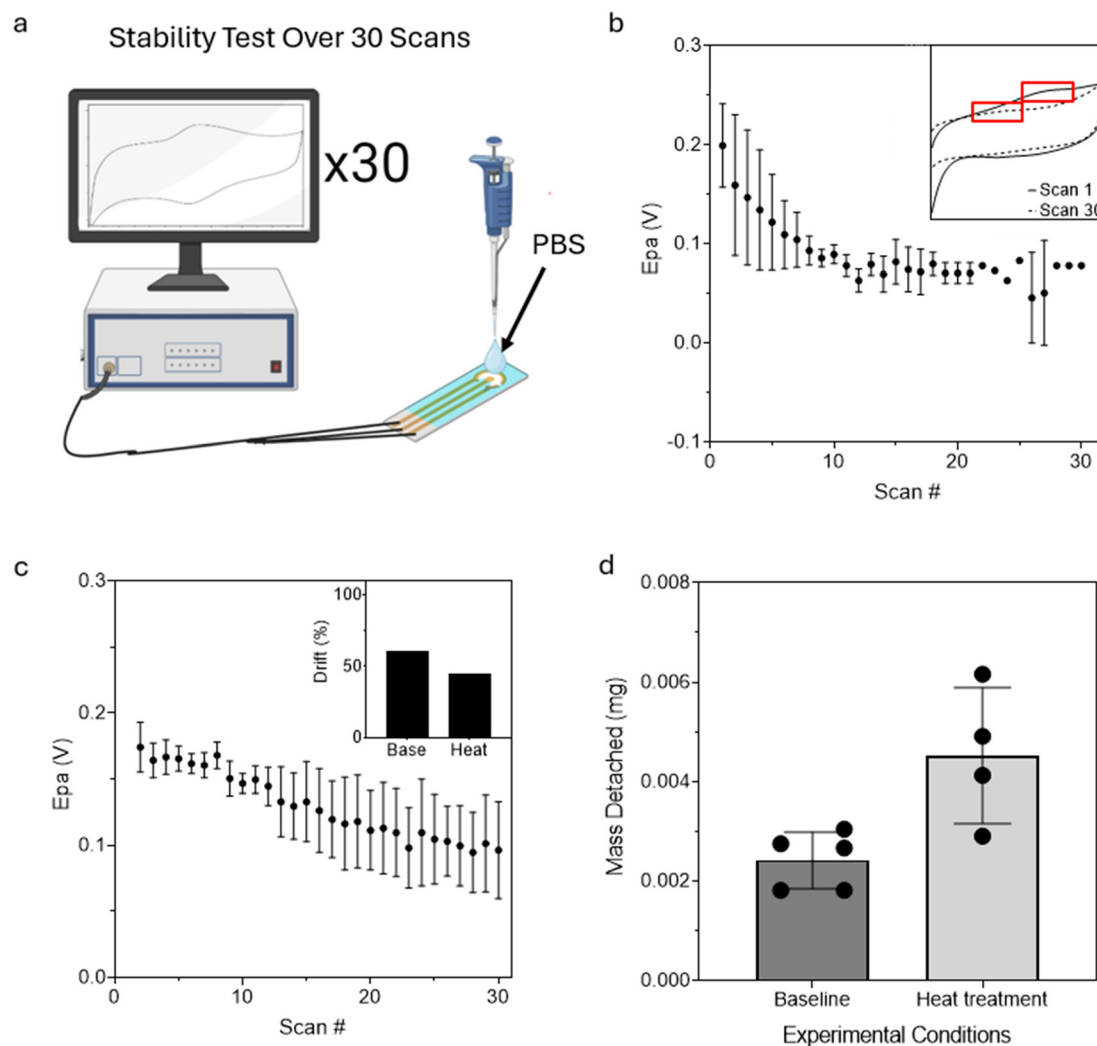 a
Stability Test Over 30 Scans
x30
PBS
b
0.3
0.2
0.1
0.0
-0.1
Epa (V)
0
10
20
30
Scan #
Scan 1
Scan 30
c
0.3
0.2
0.1
0.0
Epa (V)
0
10
20
30
Scan #
100
50
0
Drift (%)
Base
Heat
d
0.008
0.006
0.004
0.002
0.000
Mass Detached (mg)
Baseline
Heat treatment
Experimental Conditions